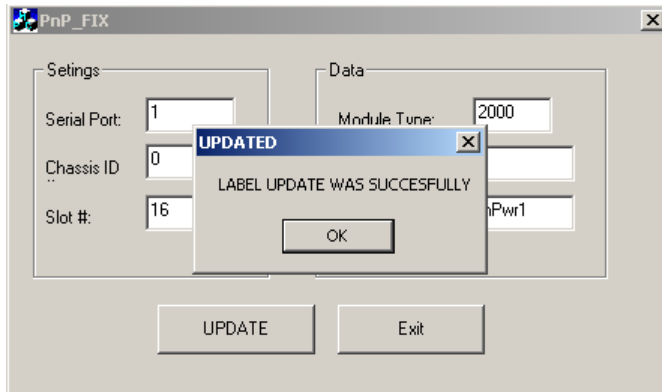 PnP_FIX
Setings
Data
Serial Port: 1
Module Type: 2000
UPDATED
Chassis ID 0
LABEL UPDATE WAS SUCCESFULLY
Slot #: 16
OK
UPDATE
Exit